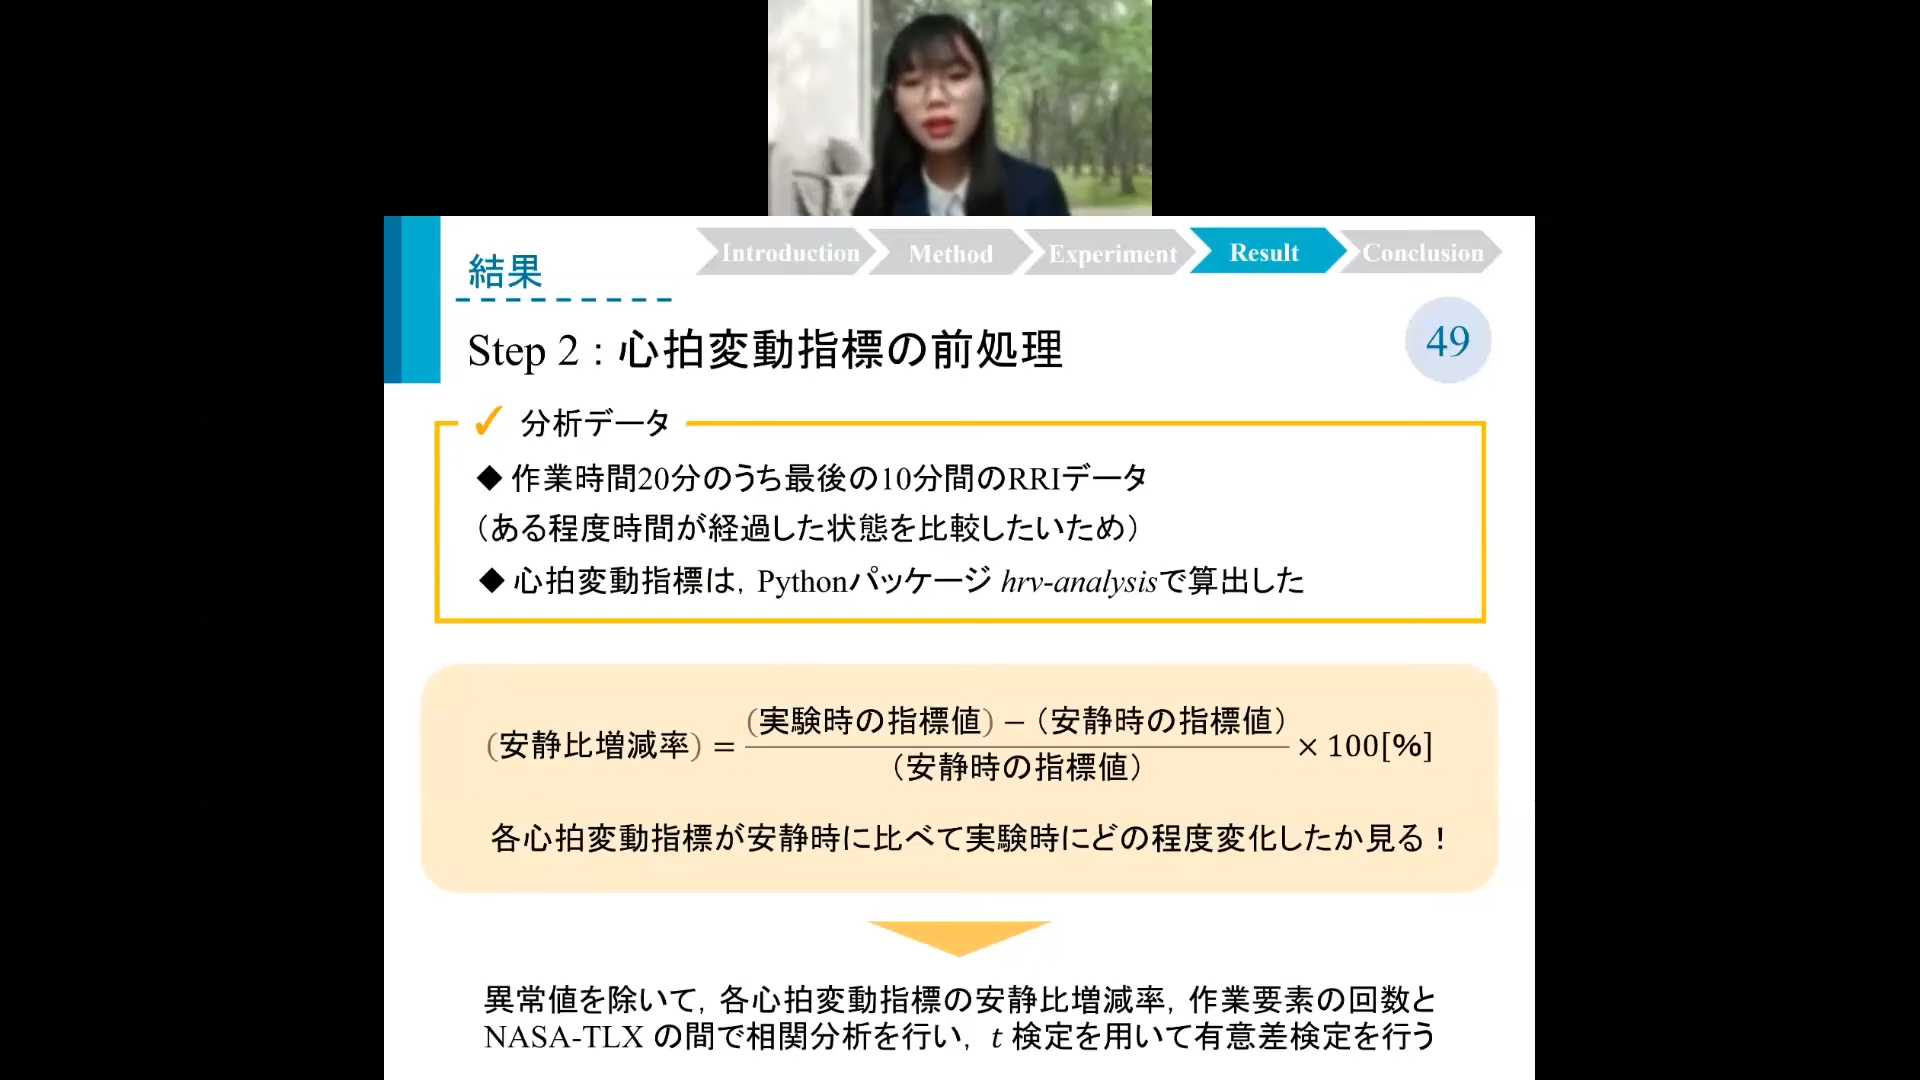 結果
Introduction Method Experiment Result Conclusion
Step 2 : 心拍変動指標の前処理
49
✓ 分析データ
◆ 作業時間20分のうち最後の10分間のRRIデータ
（ある程度時間が経過した状態を比較したいため）
◆ 心拍変動指標は，Pythonパッケージ hrv-analysisで算出した
(安静比増減率) = (実験時の指標値) − (安静時の指標値) / (安静時の指標値) × 100[%]
各心拍変動指標が安静時に比べて実験時にどの程度変化したか見る！
異常値を除いて，各心拍変動指標の安静比増減率，作業要素の回数と
NASA-TLX の間で相関分析を行い，t 検定を用いて有意差検定を行う